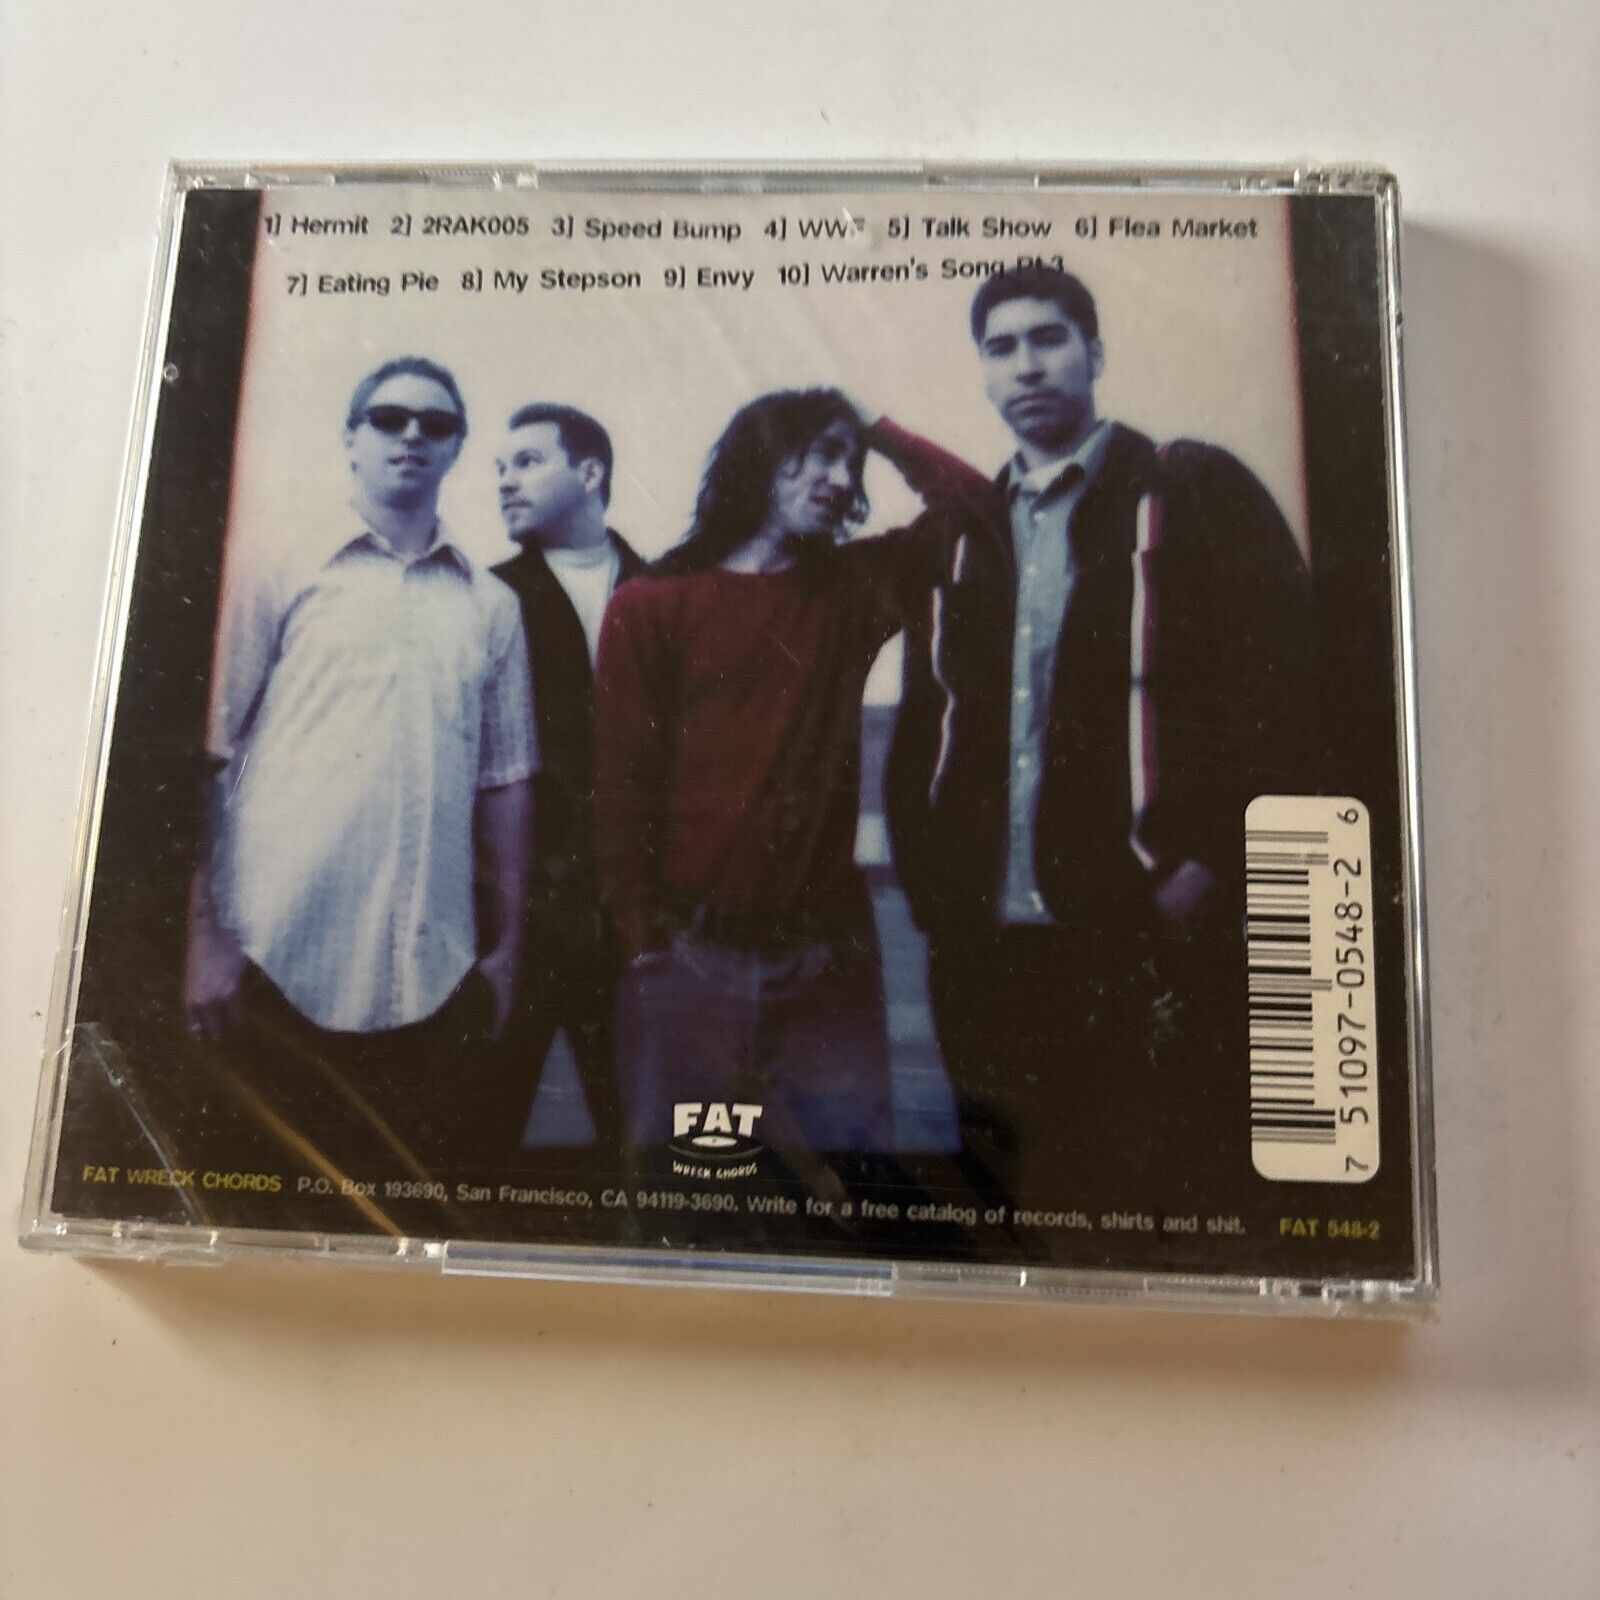 1] Hermit 2] 2RAK005 3] Speed Bump 4] WWF 5] Talk Show 6] Flea Market
7] Eating Pie 8] My Stepson 9] Envy 10] Warren's Song Pt.3
7 51097-0548-2 6
FAT
WRECK CHORDS
FAT WRECK CHORDS P.O. Box 193690, San Francisco, CA 94119-3690. Write for a free catalog of records, shirts and shit. FAT 548-2